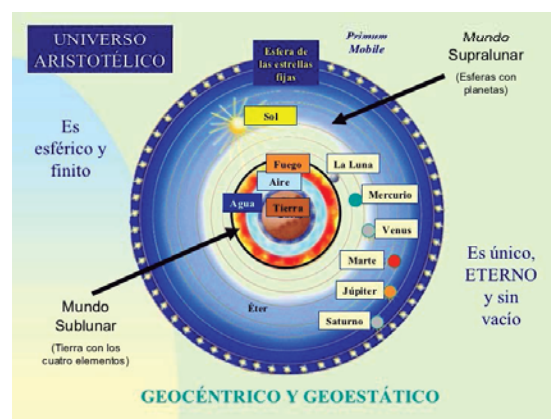 UNIVERSO
ARISTOTÉLICO
Esfera de
las estrellas
fijas
Primum
Mobile
Mundo
Supralunar
(Esferas con
planetas)
Es
esférico y
finito
Sol
Fuego
La Luna
Aire
Mercurio
Agua
Tierra
Venus
Marte
Júpiter
Saturno
Éter
Es único,
ETERNO
y sin
vacío
Mundo
Sublunar
(Tierra con los
cuatro elementos)
GEOCÉNTRICO Y GEOESTÁTICO